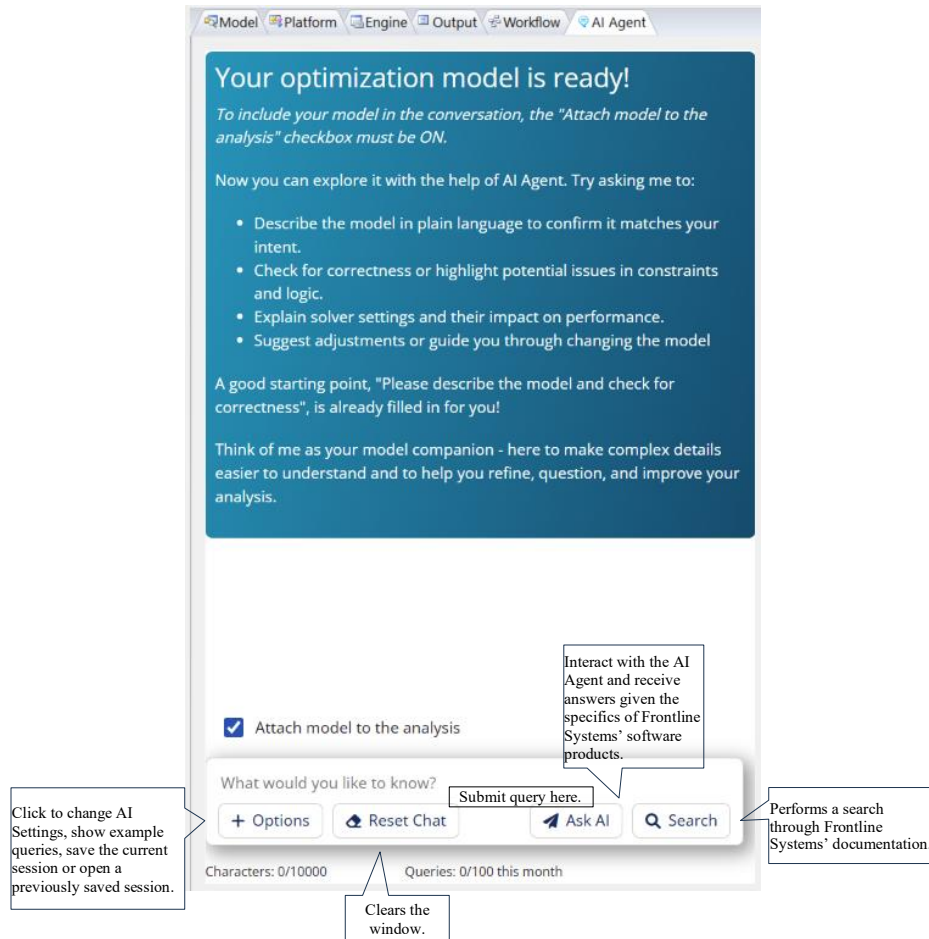 Model Platform Engine Output Workflow AI Agent
Your optimization model is ready!
To include your model in the conversation, the "Attach model to the
analysis" checkbox must be ON.
Now you can explore it with the help of AI Agent. Try asking me to:
• Describe the model in plain language to confirm it matches your
intent.
• Check for correctness or highlight potential issues in constraints
and logic.
• Explain solver settings and their impact on performance.
• Suggest adjustments or guide you through changing the model
A good starting point, "Please describe the model and check for
correctness", is already filled in for you!
Think of me as your model companion - here to make complex details
easier to understand and to help you refine, question, and improve your
analysis.
Interact with the AI
Agent and receive
answers given the
specifics of Frontline
Systems' software
products.
Attach model to the analysis
What would you like to know?
Submit query here.
+ Options Reset Chat Ask AI Search
Click to change AI
Settings, show example
queries, save the current
session or open a
previously saved session.
Performs a search
through Frontline
Systems' documentation.
Characters: 0/10000 Queries: 0/100 this month
Clears the
window.